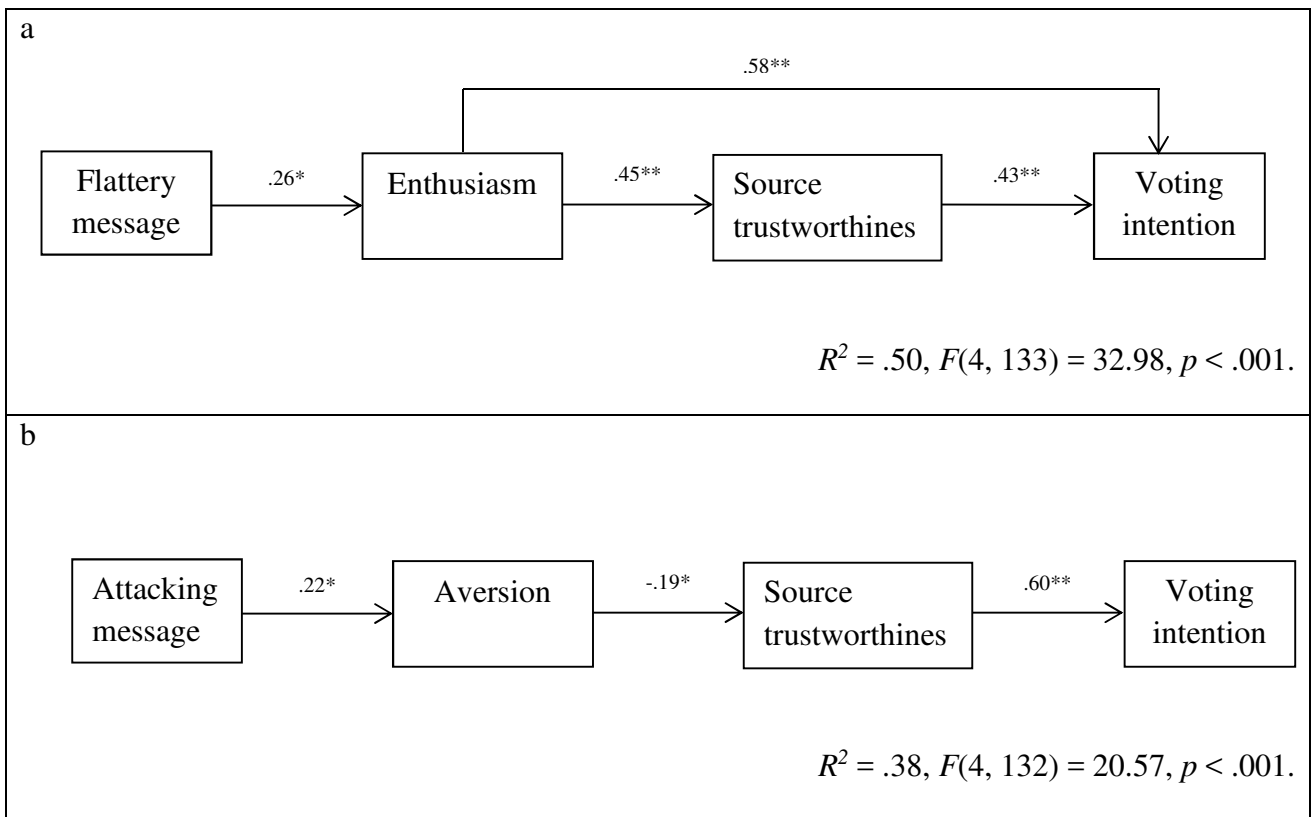 a
.58**
Flattery
message
.26*
Enthusiasm
.45**
Source
trustworthines
.43**
Voting
intention
R² = .50, F(4, 133) = 32.98, p < .001.
b
Attacking
message
.22*
Aversion
-.19*
Source
trustworthines
.60**
Voting
intention
R² = .38, F(4, 132) = 20.57, p < .001.